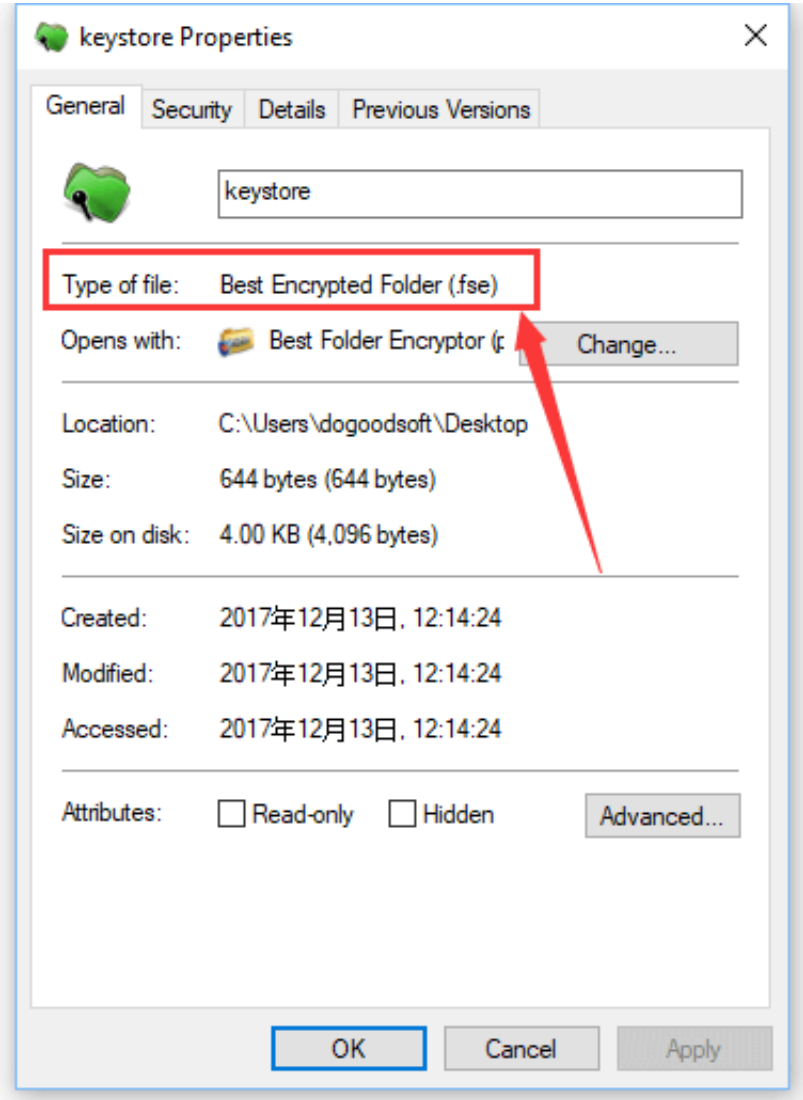 keystore Properties
General Security Details Previous Versions
keystore
Type of file: Best Encrypted Folder (.fse)
Opens with: Best Folder Encryptor (p Change...
Location: C:\Users\dogoodsoft\Desktop
Size: 644 bytes (644 bytes)
Size on disk: 4.00 KB (4,096 bytes)
Created: 2017年12月13日, 12:14:24
Modified: 2017年12月13日, 12:14:24
Accessed: 2017年12月13日, 12:14:24
Attributes: Read-only Hidden Advanced...
OK Cancel Apply